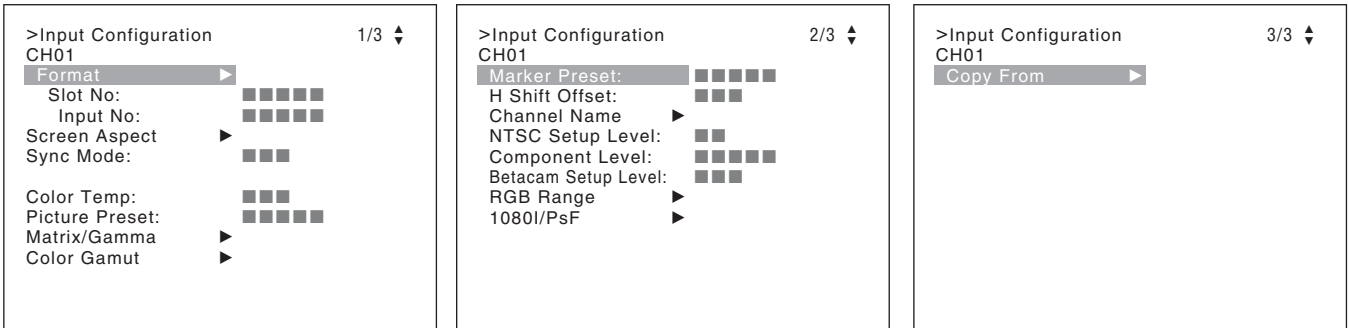 >Input Configuration 1/3
CH01
Format
Slot No: ■■■■■
Input No: ■■■■■
Screen Aspect
Sync Mode: ■■■
Color Temp: ■■■
Picture Preset: ■■■■■
Matrix/Gamma
Color Gamut
>Input Configuration 2/3
CH01
Marker Preset: ■■■■■
H Shift Offset: ■■■
Channel Name
NTSC Setup Level: ■■
Component Level: ■■■■■
Betacam Setup Level: ■■■
RGB Range
1080I/PsF
>Input Configuration 3/3
CH01
Copy From